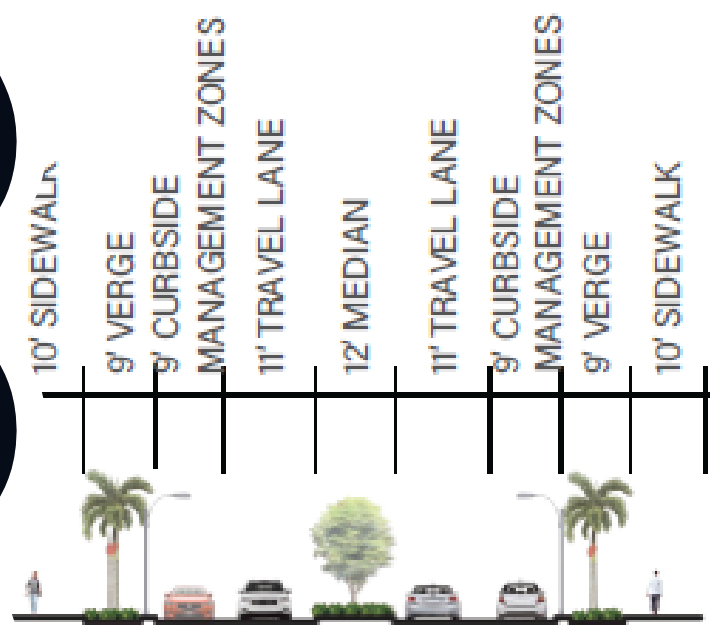 10' SIDEWALK
9' VERGE
9' CURBSIDE
MANAGEMENT ZONES
11' TRAVEL LANE
12' MEDIAN
11' TRAVEL LANE
9' CURBSIDE
MANAGEMENT ZONES
9' VERGE
10' SIDEWALK